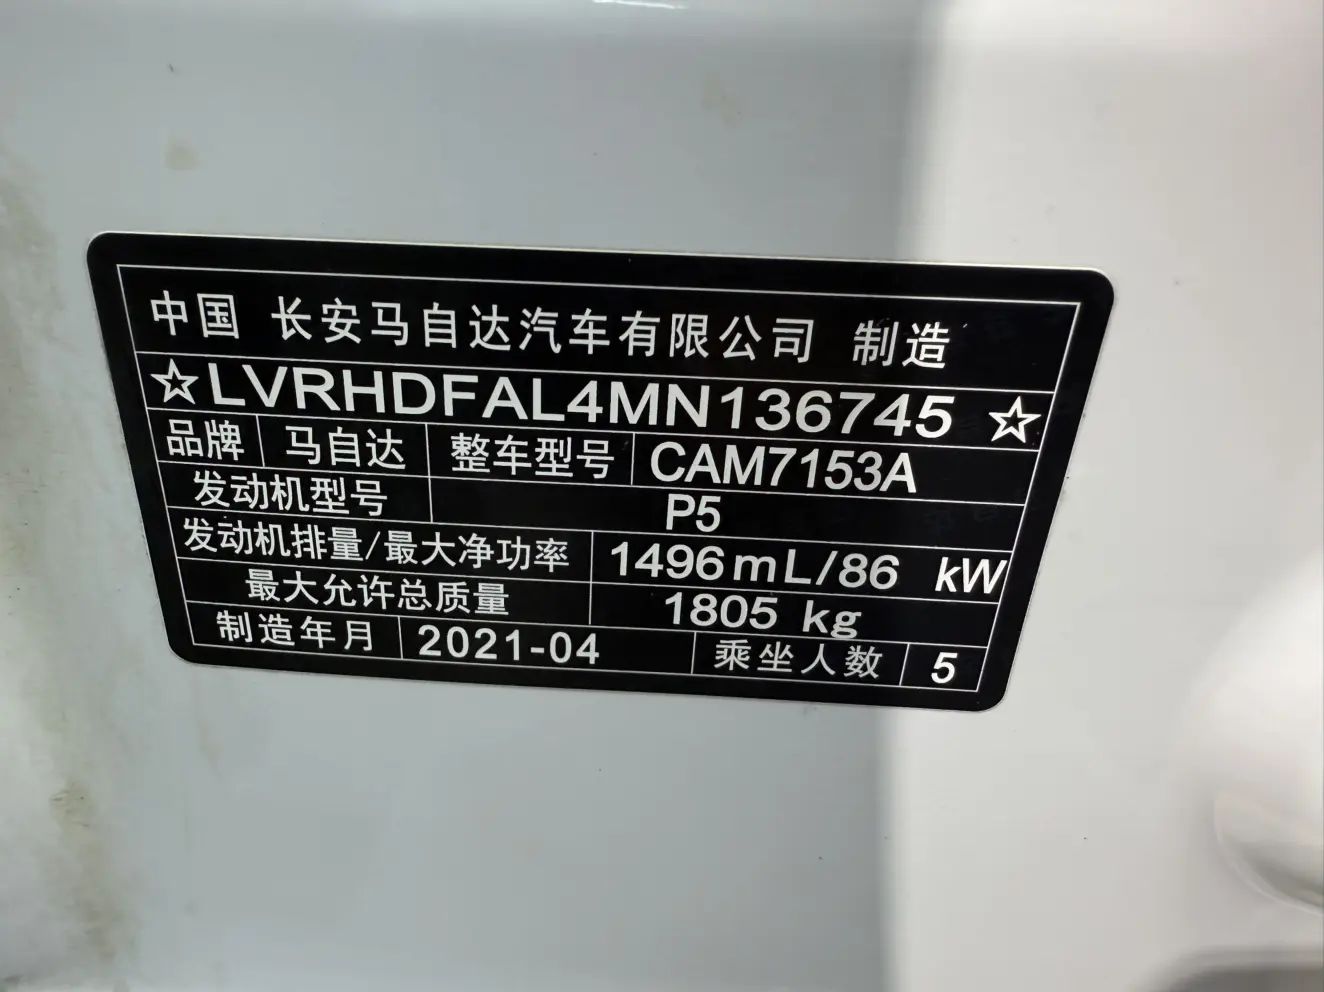 中国 长安马自达汽车有限公司 制造
☆LVRHDFAL4MN136745☆
品牌 马自达 整车型号 CAM7153A
发动机型号 P5
发动机排量/最大净功率 1496mL/86 kW
最大允许总质量 1805 kg
制造年月 2021-04 乘坐人数 5